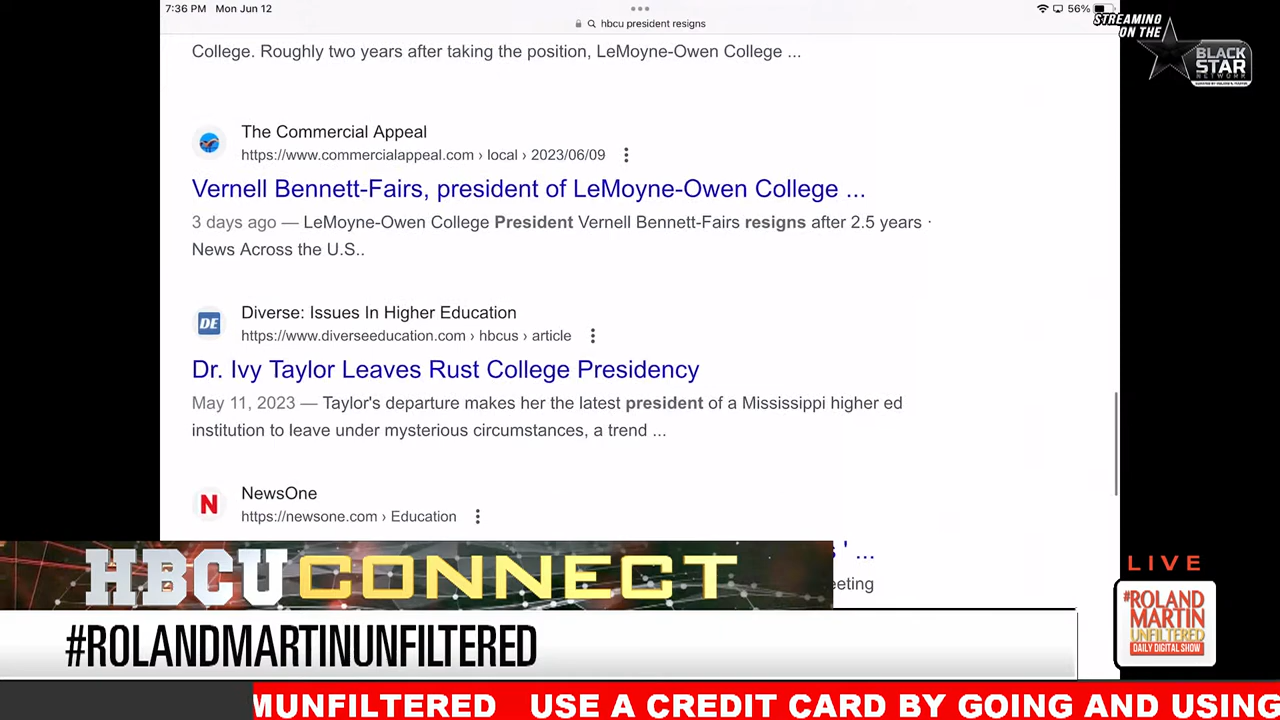 7:36 PM Mon Jun 12
hbcu president resigns
56%
STREAMING
ON THE
BLACK
STAR
NETWORK
College. Roughly two years after taking the position, LeMoyne-Owen College ...
The Commercial Appeal
https://www.commercialappeal.com › local › 2023/06/09
Vernell Bennett-Fairs, president of LeMoyne-Owen College ...
3 days ago — LeMoyne-Owen College President Vernell Bennett-Fairs resigns after 2.5 years ·
News Across the U.S..
DE
Diverse: Issues In Higher Education
https://www.diverseeducation.com › hbcus › article
Dr. Ivy Taylor Leaves Rust College Presidency
May 11, 2023 — Taylor's departure makes her the latest president of a Mississippi higher ed
institution to leave under mysterious circumstances, a trend ...
N
NewsOne
https://newsone.com › Education
' ...
eeting
HBCU CONNECT
#ROLANDMARTINUNFILTERED
LIVE
#ROLAND
MARTIN
UNFILTERED
DAILY DIGITAL SHOW
MUNFILTERED USE A CREDIT CARD BY GOING AND USING